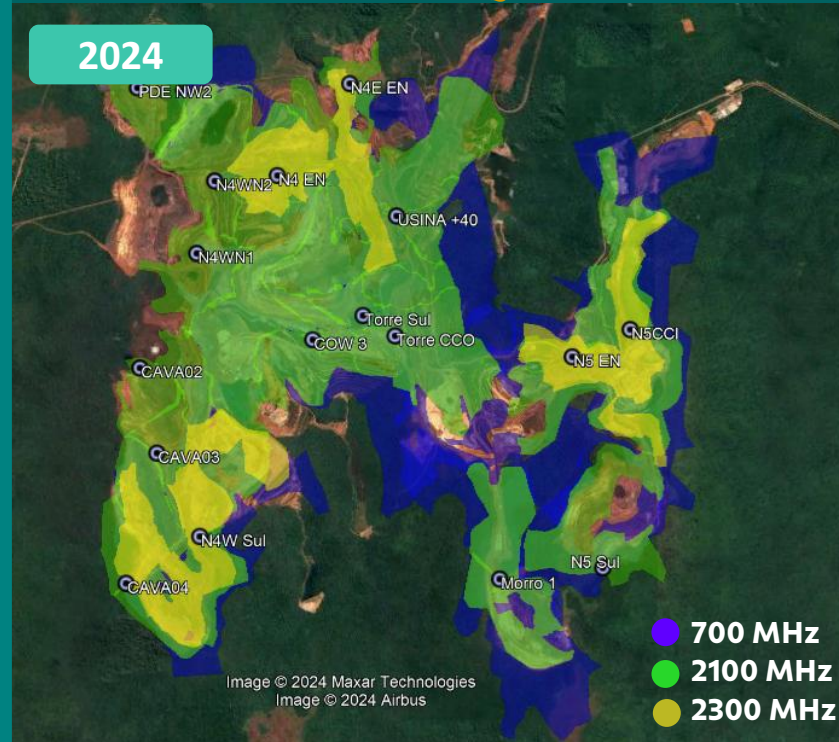 2024
PDE NW2
N4E EN
N4WN2
N4 EN
USINA +40
N4WN1
Torre Sul
Torre CCO
COW 3
N5CCI
N5 EN
CAVA02
CAVA03
N4W Sul
N5 Sul
CAVA04
Morro 1
700 MHz
2100 MHz
2300 MHz
Image © 2024 Maxar Technologies
Image © 2024 Airbus